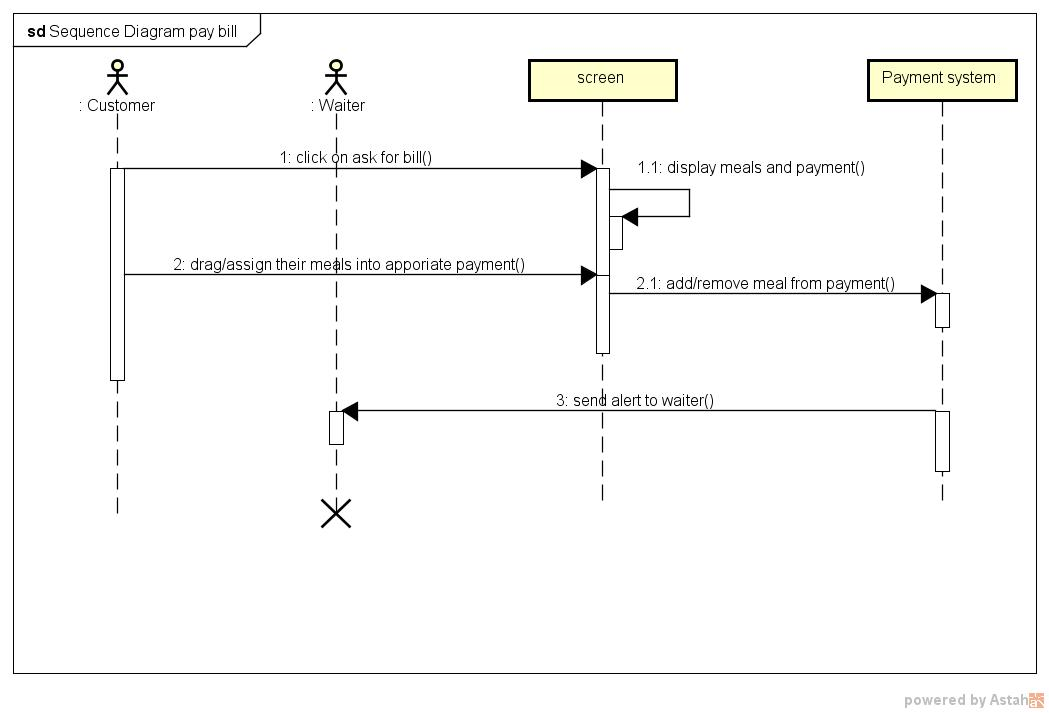 sd Sequence Diagram pay bill
: Customer
: Waiter
screen
Payment system
1: click on ask for bill()
1.1: display meals and payment()
2: drag/assign their meals into apporiate payment()
2.1: add/remove meal from payment()
3: send alert to waiter()
powered by Astah